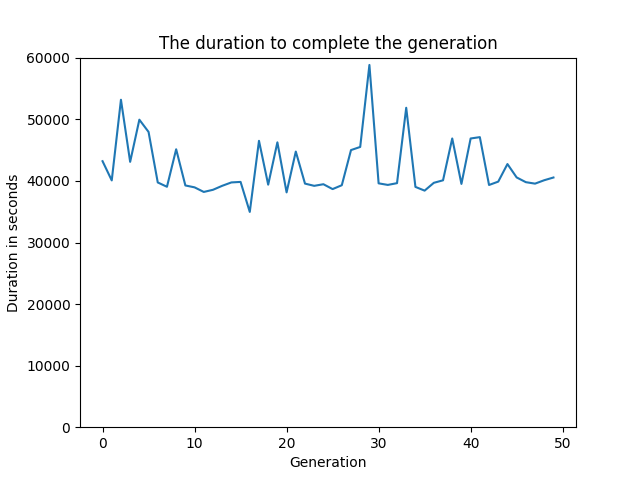 The duration to complete the generation
60000
50000
40000
30000
20000
10000
0
Duration in seconds
0 10 20 30 40 50
Generation